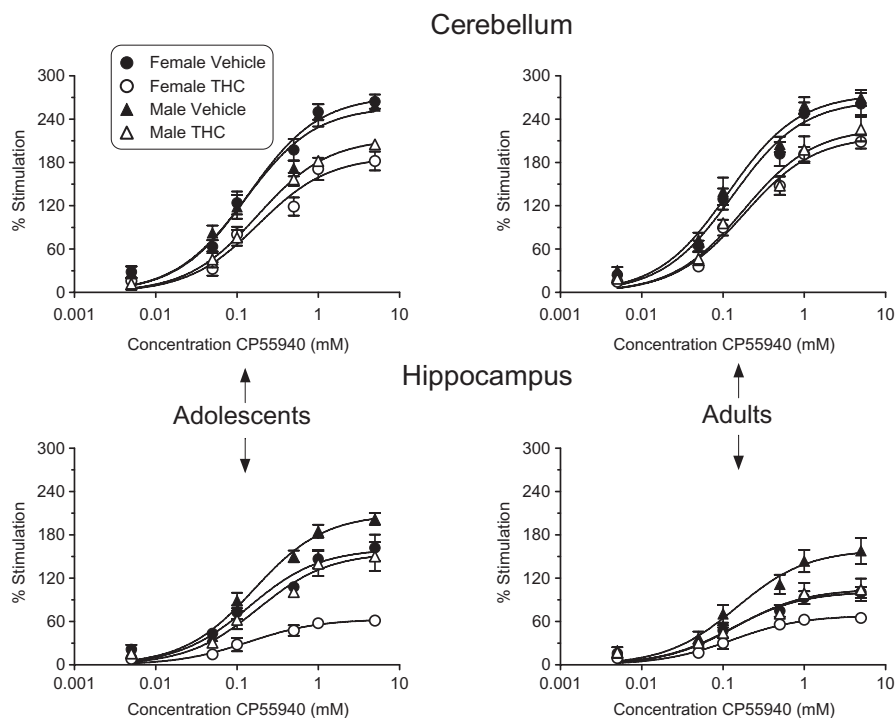 Cerebellum
Female Vehicle
Female THC
Male Vehicle
Male THC
% Stimulation
300
240
180
120
60
0
0.001 0.01 0.1 1 10
Concentration CP55940 (mM)
% Stimulation
300
240
180
120
60
0
0.001 0.01 0.1 1 10
Concentration CP55940 (mM)
Hippocampus
Adolescents
Adults
% Stimulation
300
240
180
120
60
0
0.001 0.01 0.1 1 10
Concentration CP55940 (mM)
% Stimulation
300
240
180
120
60
0
0.001 0.01 0.1 1 10
Concentration CP55940 (mM)